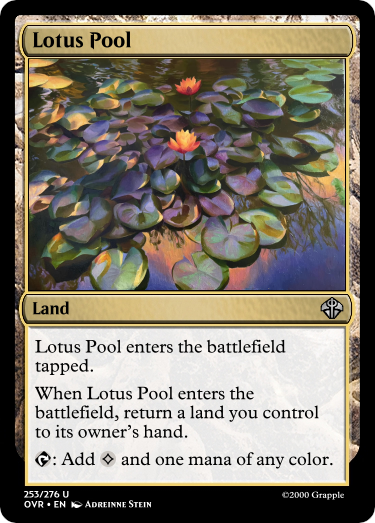 Lotus Pool
Land
Lotus Pool enters the battlefield
tapped.
When Lotus Pool enters the
battlefield, return a land you control
to its owner's hand.
: Add and one mana of any color.
253/276 U
OVR • EN Adreinne Stein
©2000 Grapple